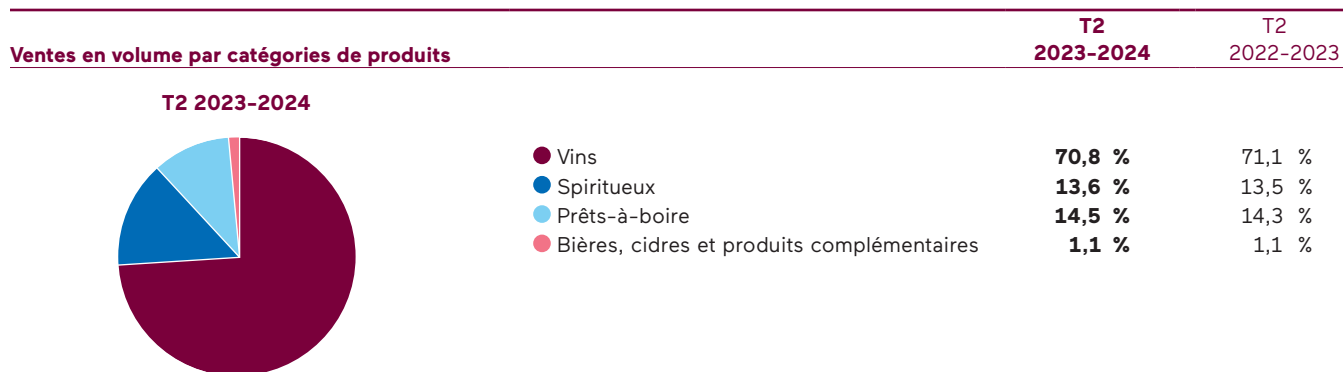 T2 T2
Ventes en volume par catégories de produits 2023-2024 2022-2023
T2 2023-2024
Vins 70,8 % 71,1 %
Spiritueux 13,6 % 13,5 %
Prêts-à-boire 14,5 % 14,3 %
Bières, cidres et produits complémentaires 1,1 % 1,1 %